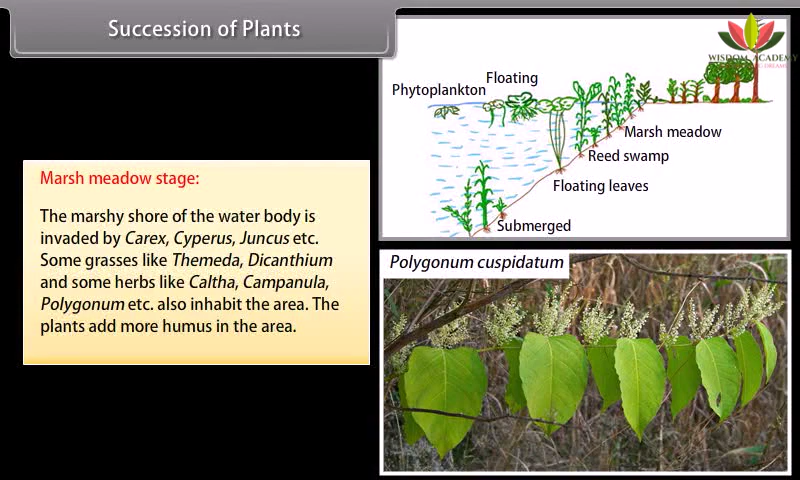 Succession of Plants
WISDOM ACADEMY
Phytoplankton
Floating
Marsh meadow
Reed swamp
Floating leaves
Submerged
Marsh meadow stage:
The marshy shore of the water body is
invaded by Carex, Cyperus, Juncus etc.
Some grasses like Themeda, Dicanthium
and some herbs like Caltha, Campanula,
Polygonum etc. also inhabit the area. The
plants add more humus in the area.
Polygonum cuspidatum